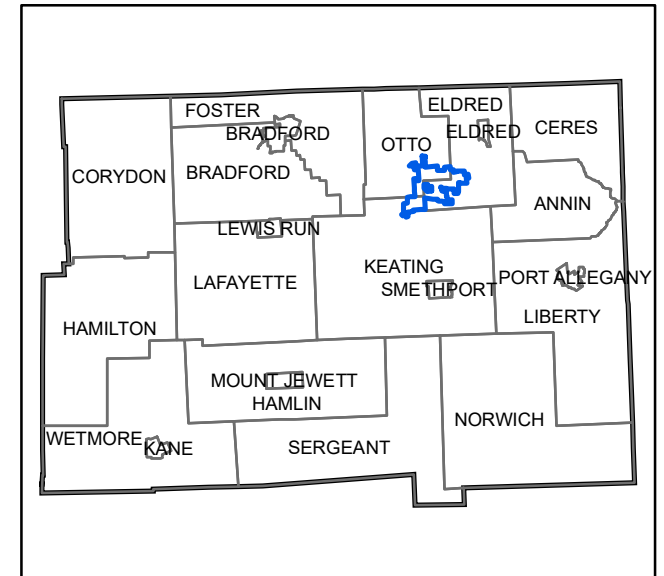 ELDRED
FOSTER
BRADFORD
ELDRED
CERES
OTTO
BRADFORD
CORYDON
ANNIN
LEWIS RUN
KEATING
PORT ALLEGANY
LAFAYETTE
SMETHPORT
LIBERTY
HAMILTON
MOUNT JEWETT
HAMLIN
NORWICH
WETMORE
KANE
SERGEANT